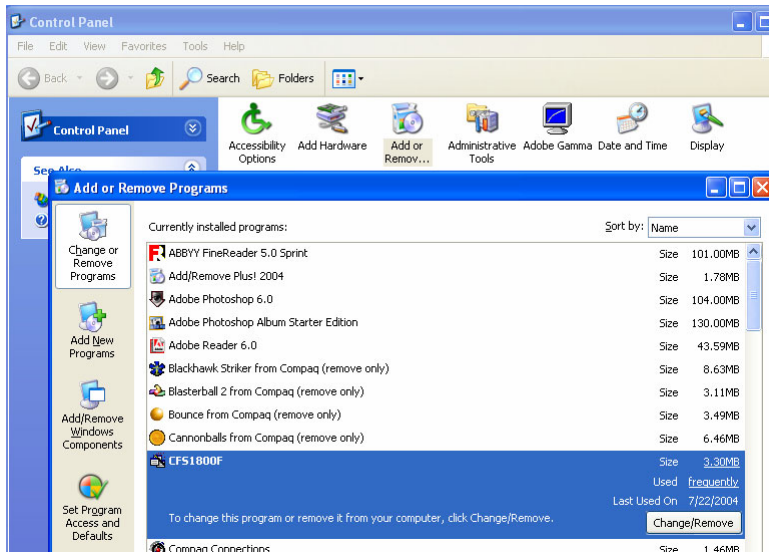 Control Panel
File Edit View Favorites Tools Help
Back Search Folders
Control Panel
See Also
Accessibility Options
Add Hardware
Add or Remov...
Administrative Tools
Adobe Gamma
Date and Time
Display
Add or Remove Programs
Change or Remove Programs
Add New Programs
Add/Remove Windows Components
Set Program Access and Defaults
Currently installed programs: Sort by: Name
ABBYY FineReader 5.0 Sprint Size 101.00MB
Add/Remove Plus! 2004 Size 1.78MB
Adobe Photoshop 6.0 Size 104.00MB
Adobe Photoshop Album Starter Edition Size 130.00MB
Adobe Reader 6.0 Size 43.59MB
Blackhawk Striker from Compaq (remove only) Size 8.63MB
Blasterball 2 from Compaq (remove only) Size 3.11MB
Bounce from Compaq (remove only) Size 3.49MB
Cannonballs from Compaq (remove only) Size 6.46MB
CFS1800F Size 3.30MB
Used frequently
Last Used On 7/22/2004
To change this program or remove it from your computer, click Change/Remove. Change/Remove
Compaq Connections Size 1.46MB